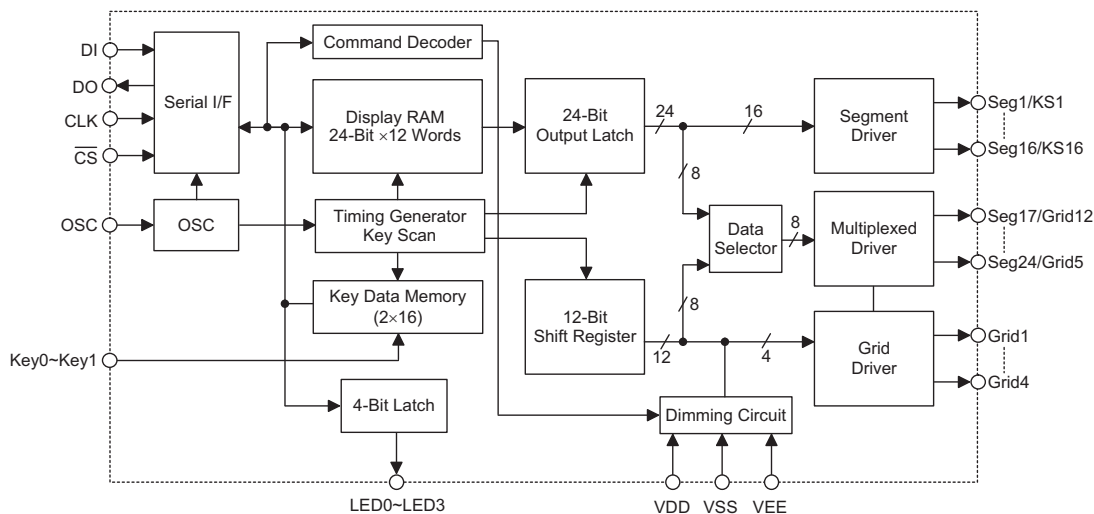 DI
DO
CLK
CS
OSC
Key0~Key1
Serial I/F
OSC
Command Decoder
Display RAM
24-Bit ×12 Words
Timing Generator
Key Scan
Key Data Memory
(2×16)
4-Bit Latch
LED0~LED3
24-Bit
Output Latch
12-Bit
Shift Register
24
16
8
8
12
4
Data
Selector
8
Dimming Circuit
VDD
VSS
VEE
Segment
Driver
Multiplexed
Driver
Grid
Driver
Seg1/KS1
Seg16/KS16
Seg17/Grid12
Seg24/Grid5
Grid1
Grid4